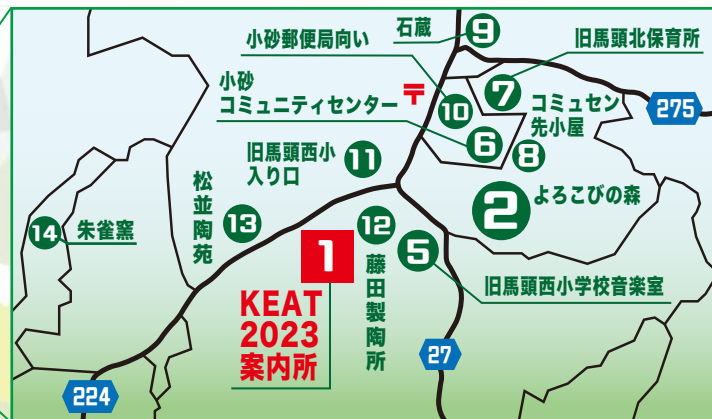 石蔵
9
小砂郵便局向い
旧馬頭北保育所
小砂
コミュニティセンター
〒
10
7
コミュセン
先小屋
275
6
8
旧馬頭西小
入り口
11
2
よろこびの森
松並陶苑
13
14
朱雀窯
1
KEAT
2023
案内所
12
藤田製陶所
5
旧馬頭西小学校音楽室
27
224